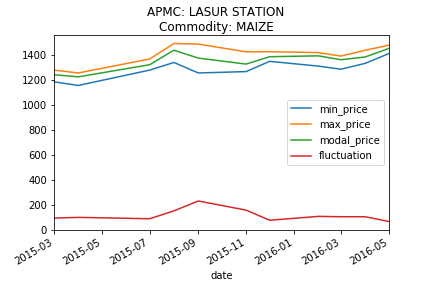 APMC: LASUR STATION
Commodity: MAIZE
1400
1200
1000
800
600
400
200
0
min_price
max_price
modal_price
fluctuation
2015-03
2015-05
2015-07
2015-09
2015-11
2016-01
2016-03
2016-05
date